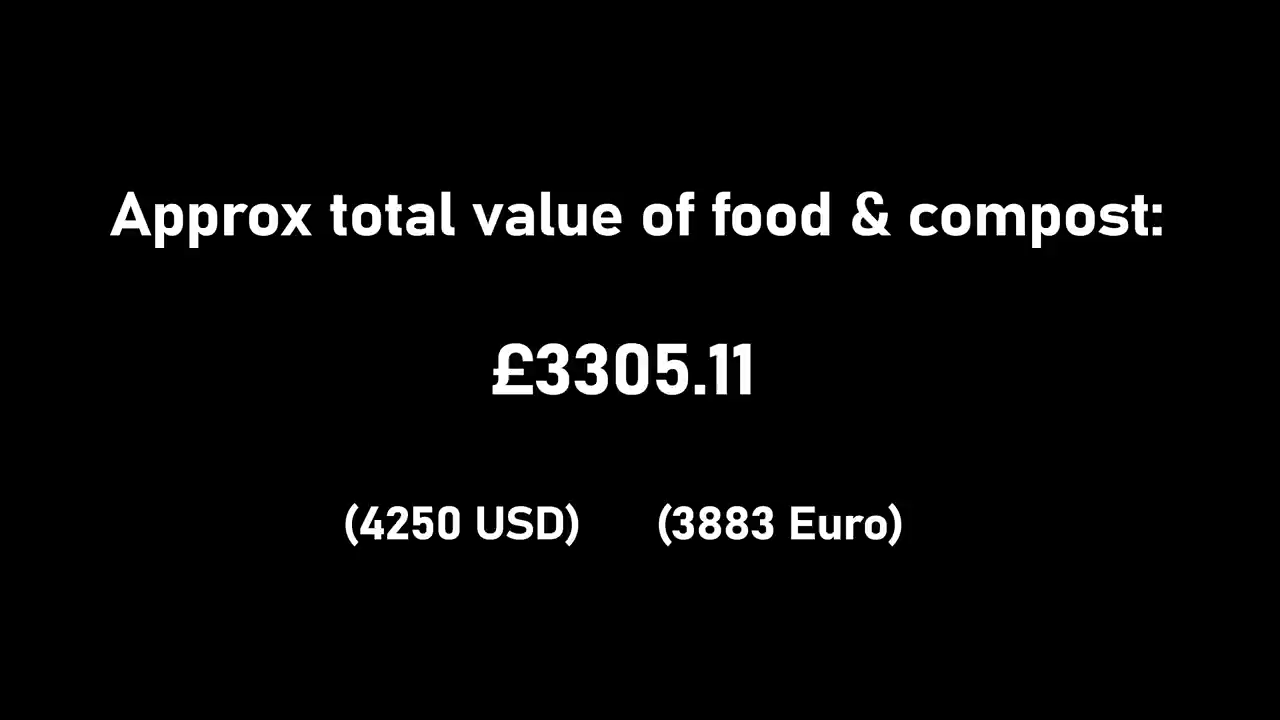 Approx total value of food & compost:
£3305.11
(4250 USD) (3883 Euro)